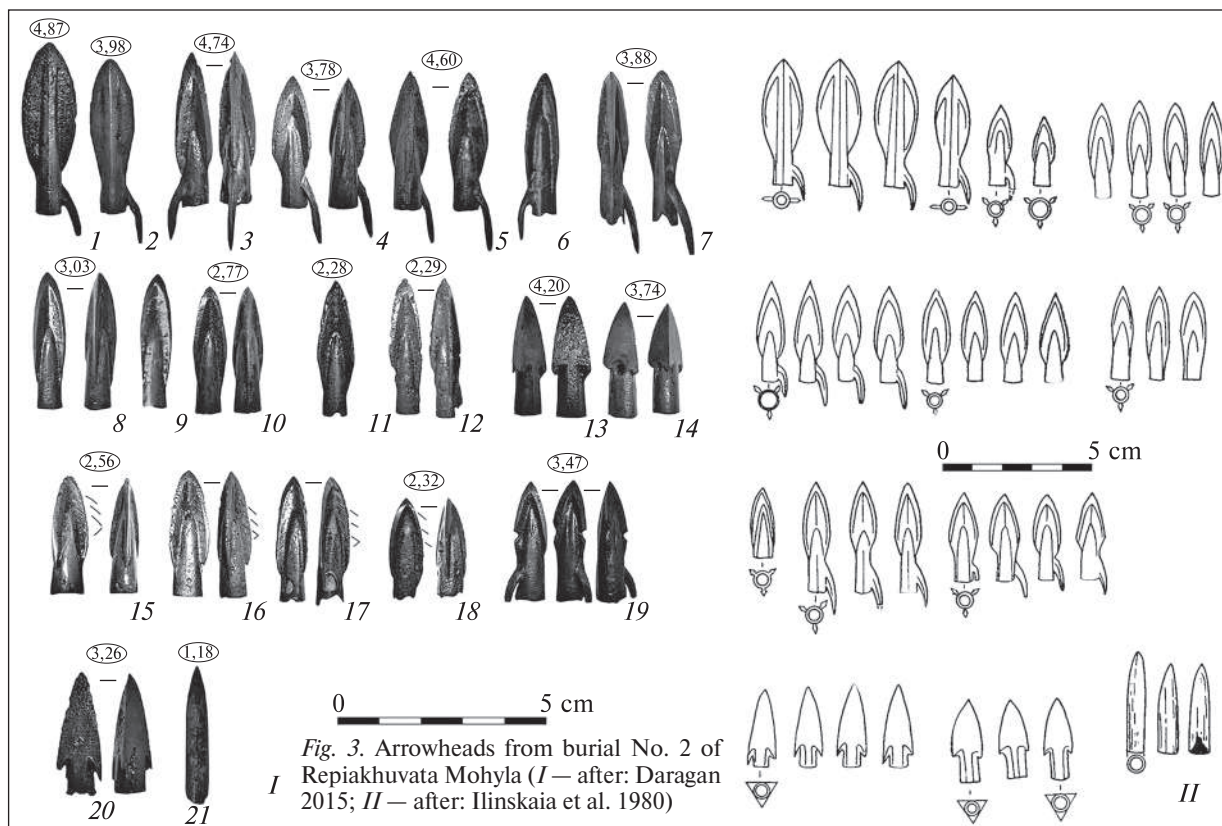 4,87
3,98
4,74
3,78
4,60
3,88
1 2 3 4 5 6 7
3,03
2,77
2,28
2,29
4,20
3,74
8 9 10 11 12 13 14
2,56
2,32
3,47
15 16 17 18 19
3,26
1,18
20 21
0 5 cm
I
Fig. 3. Arrowheads from burial No. 2 of
Repiakhuvata Mohyla (I — after: Daragan
2015; II — after: Ilinskaia et al. 1980)
0 5 cm
II